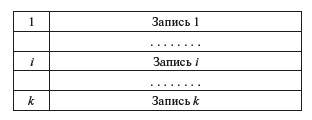 1 Запись 1
. . . . . . . .
i Запись i
. . . . . . . .
k Запись k